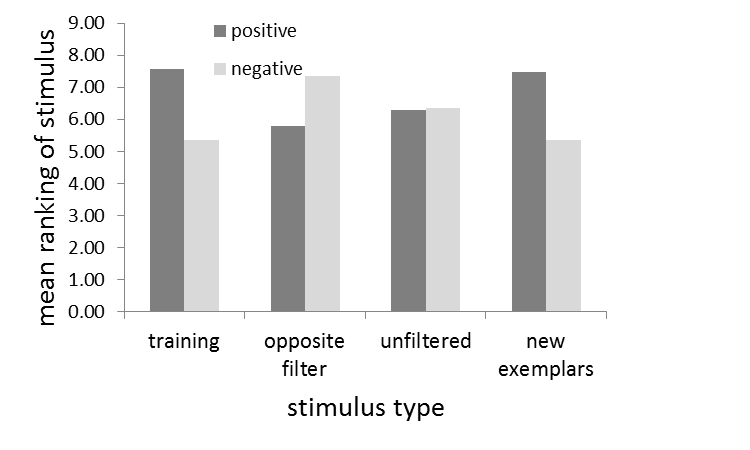 mean ranking of stimulus
9.00
8.00
7.00
6.00
5.00
4.00
3.00
2.00
1.00
0.00
positive
negative
training
opposite
filter
unfiltered
new
exemplars
stimulus type